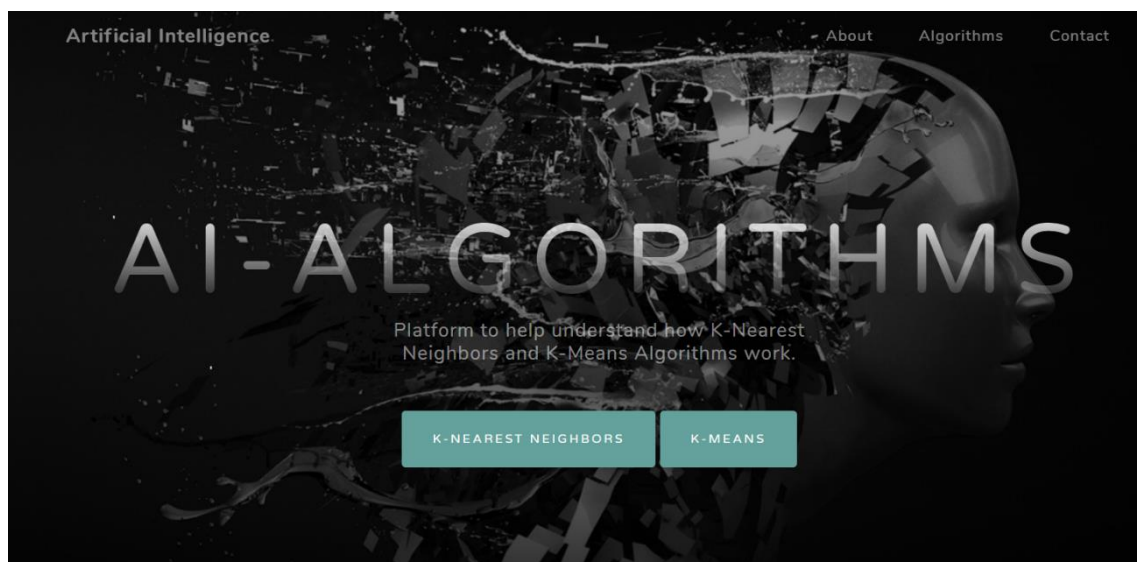 Artificial Intelligence
About
Algorithms
Contact
AI-ALGORITHMS
Platform to help understand how K-Nearest
Neighbors and K-Means Algorithms work.
K-NEAREST NEIGHBORS
K-MEANS